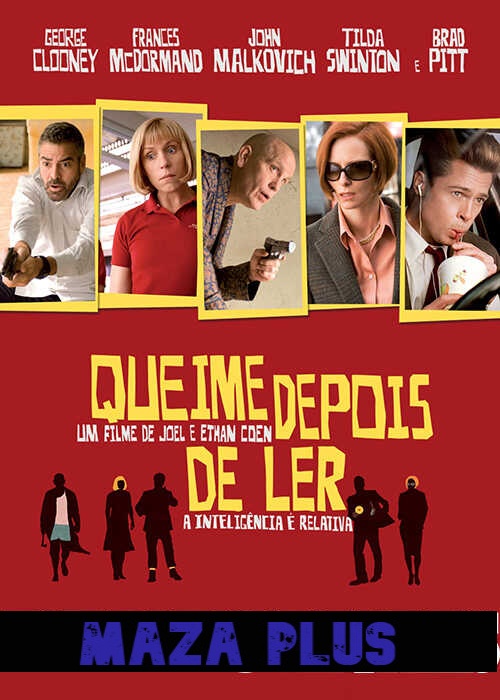 GEORGE CLOONEY
FRANCES McDORMAND
JOHN MALKOVICH
TILDA SWINTON
E
BRAD PITT
QUEIME DEPOIS
UM FILME DE JOEL E ETHAN COEN
DE LER
A INTELIGÊNCIA É RELATIVA
MAZA PLUS